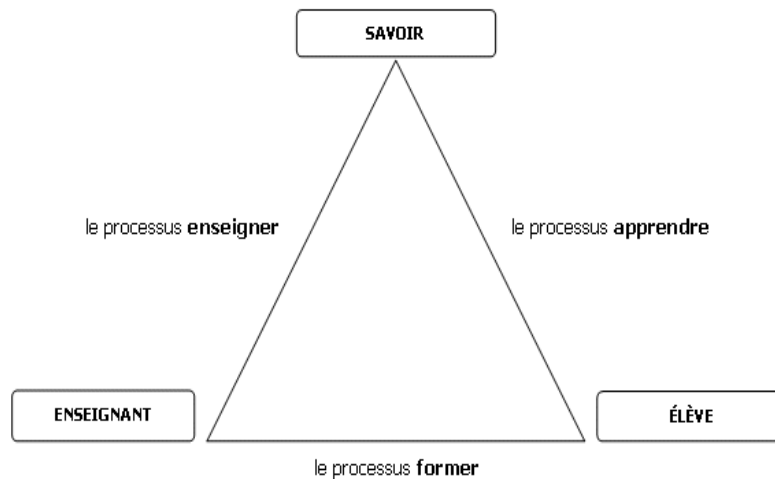 SAVOIR
le processus enseigner
le processus apprendre
ENSEIGNANT
ÉLÈVE
le processus former